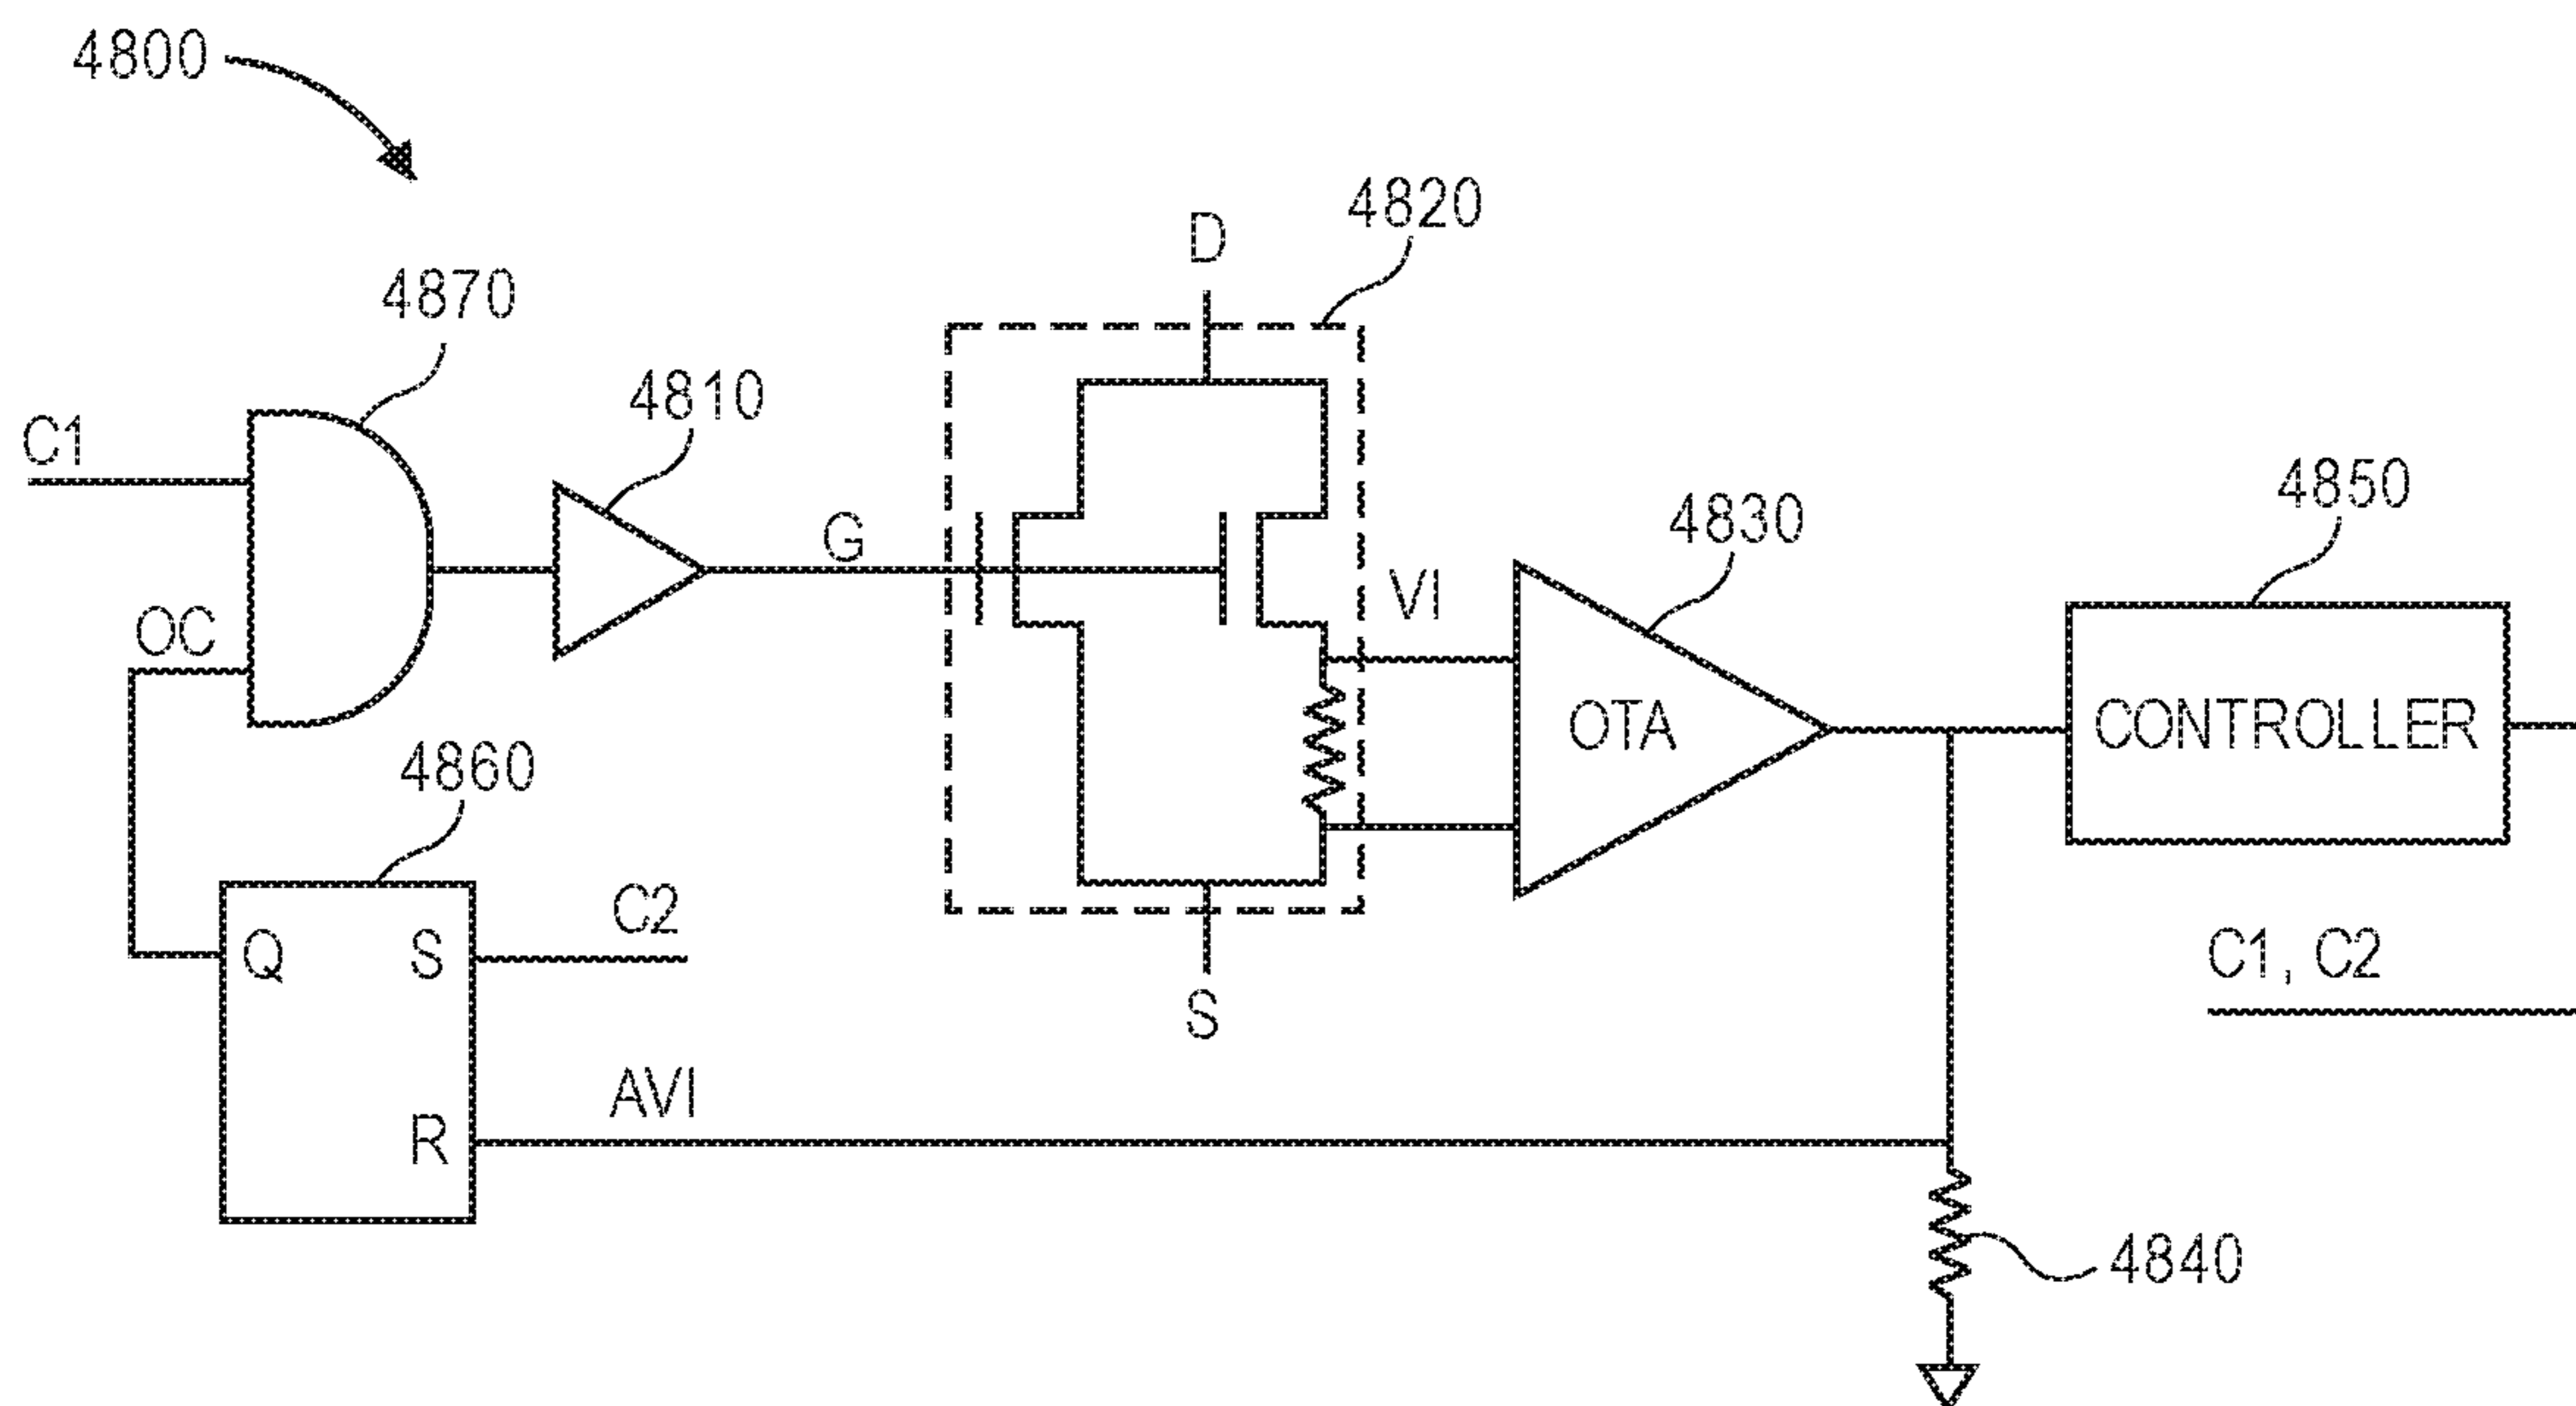 4800
4820
D
4870
4810
C1
4850
4830
G
VI
OC
OTA
CONTROLLER
4860
C2
Q
S
C1, C2
S
AVI
R
4840